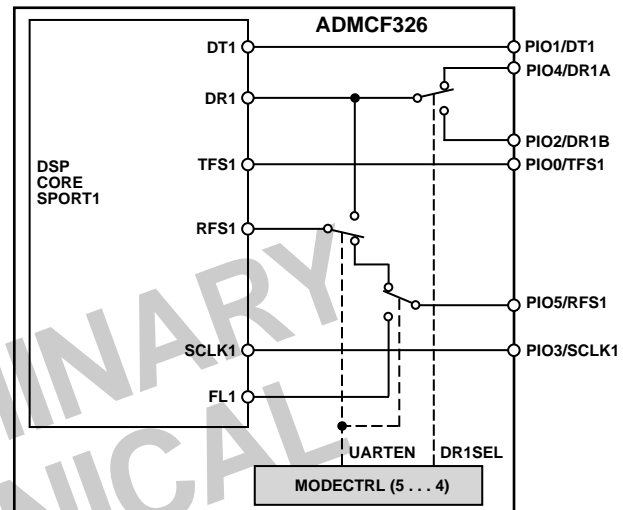 ADMCF326
DT1
PIO1/DT1
PIO4/DR1A
DR1
PIO2/DR1B
DSP
CORE
SPORT1
TFS1
PIO0/TFS1
RFS1
PIO5/RFS1
SCLK1
PIO3/SCLK1
FL1
UARTEN
DR1SEL
MODECTRL (5 . . . 4)